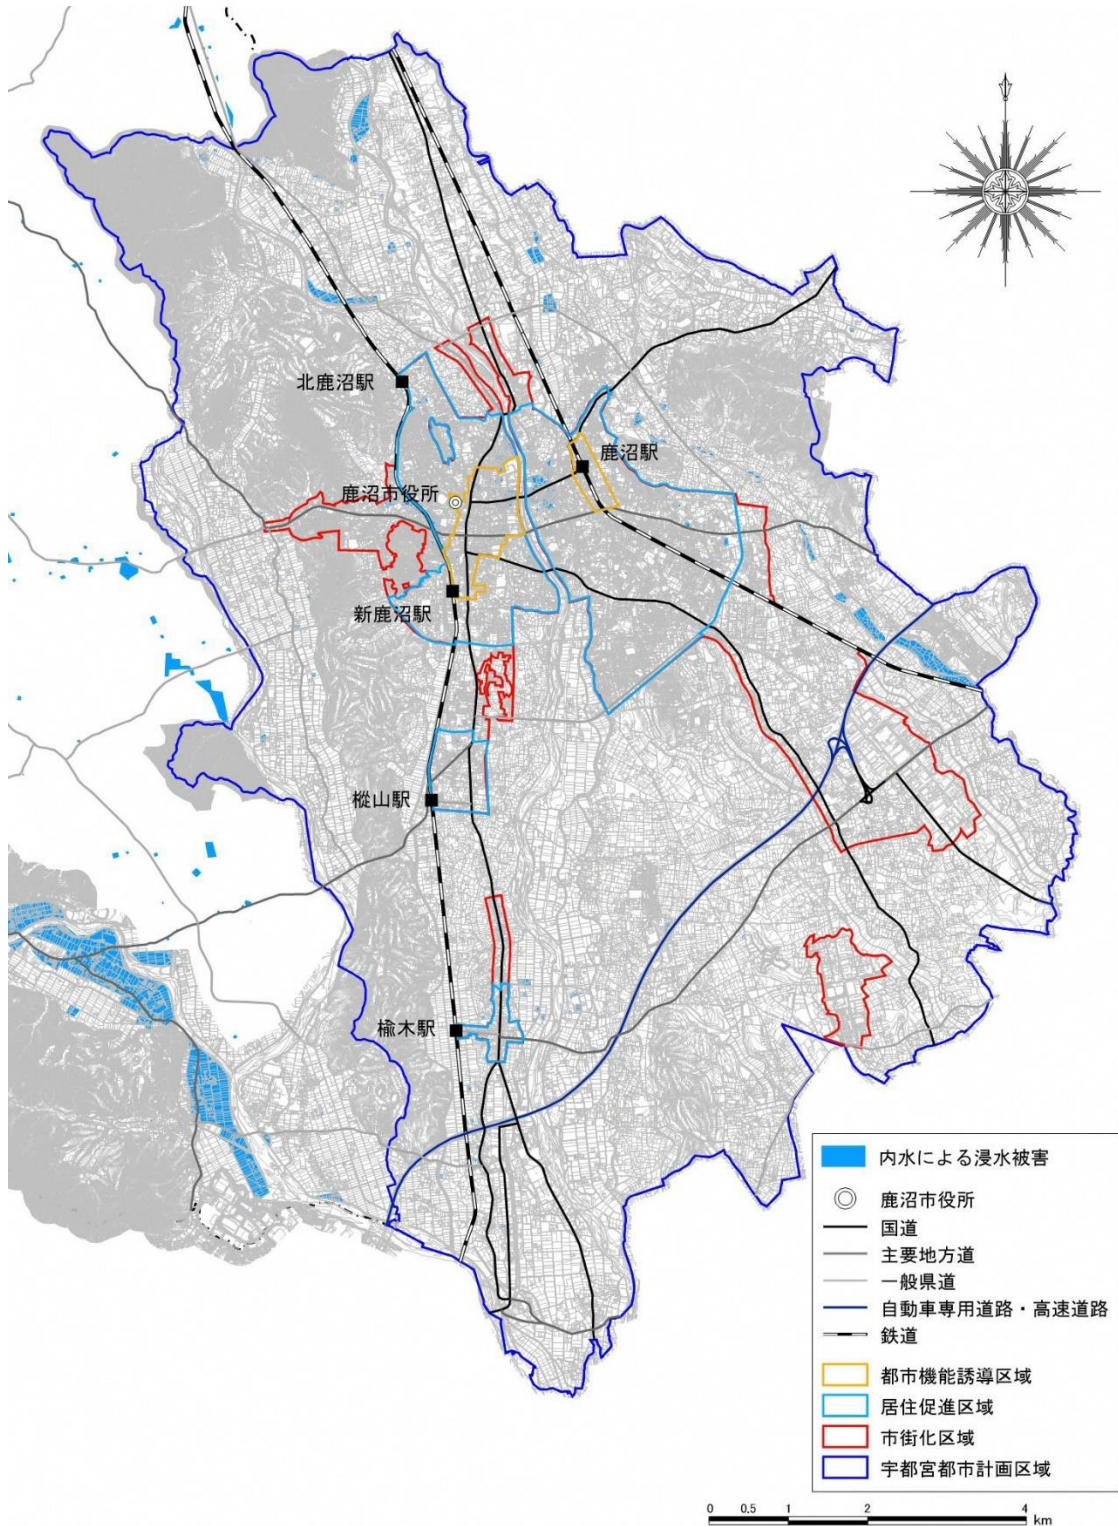 北鹿沼駅
鹿沼駅
鹿沼市役所
新鹿沼駅
樅山駅
楡木駅
内水による浸水被害
鹿沼市役所
国道
主要地方道
一般県道
自動車専用道路・高速道路
鉄道
都市機能誘導区域
居住促進区域
市街化区域
宇都宮都市計画区域
0 0.5 1 2 4
km